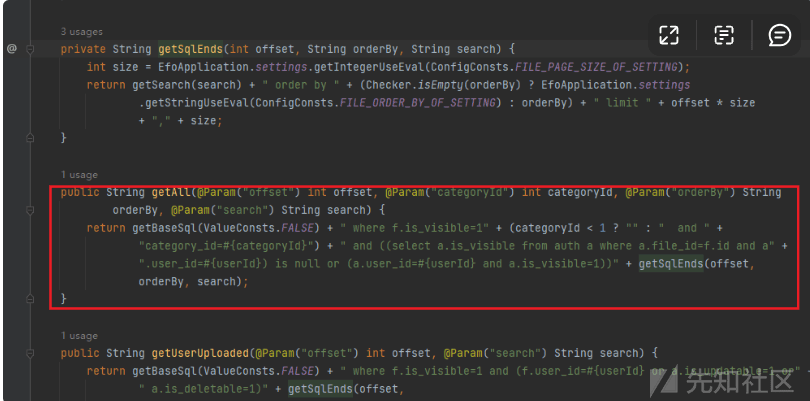 3 usages
@ private String getSqlEnds(int offset, String orderBy, String search) {
int size = EfoApplication.settings.getIntegerUseEval(ConfigConsts.FILE_PAGE_SIZE_OF_SETTING);
return getSearch(search) + " order by " + (Checker.isEmpty(orderBy) ? EfoApplication.settings
.getStringUseEval(ConfigConsts.FILE_ORDER_BY_OF_SETTING) : orderBy) + " limit " + offset * size
+ "," + size;
}
1 usage
public String getAll(@Param("offset") int offset, @Param("categoryId") int categoryId, @Param("orderBy") String
orderBy, @Param("search") String search) {
return getBaseSql(ValueConsts.FALSE) + " where f.is_visible=1" + (categoryId < 1 ? "" : "  and " +
"category_id=#{categoryId}") + " and ((select a.is_visible from auth a where a.file_id=f.id and a" +
".user_id=#{userId}) is null or (a.user_id=#{userId} and a.is_visible=1))" + getSqlEnds(offset,
orderBy, search);
}
1 usage
public String getUserUploaded(@Param("offset") int offset, @Param("search") String search) {
return getBaseSql(ValueConsts.FALSE) + " where f.is_visible=1 and (f.user_id=#{userId} or a.is_updatable=1 or" +
" a.is_deletable=1)" + getSqlEnds(offset,
先知社区